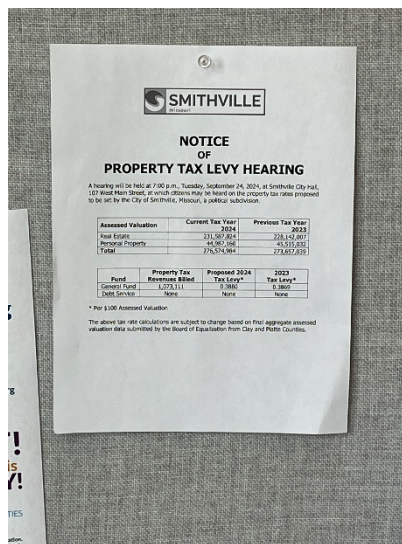 SMITHVILLE
Missouri
NOTICE
OF
PROPERTY TAX LEVY HEARING
A hearing will be held at 7:00 p.m., Tuesday, September 24, 2024, at Smithville City Hall,
107 West Main Street, at which citizens may be heard on the property tax rates proposed
to be set by the City of Smithville, Missouri, a political subdivision.
Assessed Valuation Current Tax Year 2024 Previous Tax Year 2023
Real Estate 231,587,824 228,142,007
Personal Property 44,987,160 45,515,032
Total 276,574,984 273,657,039
Fund Property Tax Revenues Billed Proposed 2024 Tax Levy* 2023 Tax Levy*
General Fund 1,073,111 0.3880 0.3869
Debt Service None None None
* Per $100 Assessed Valuation
The above tax rate calculations are subject to change based on final aggregate assessed
valuation data submitted by the Board of Equalization from Clay and Platte Counties.
is
Y!
TIES